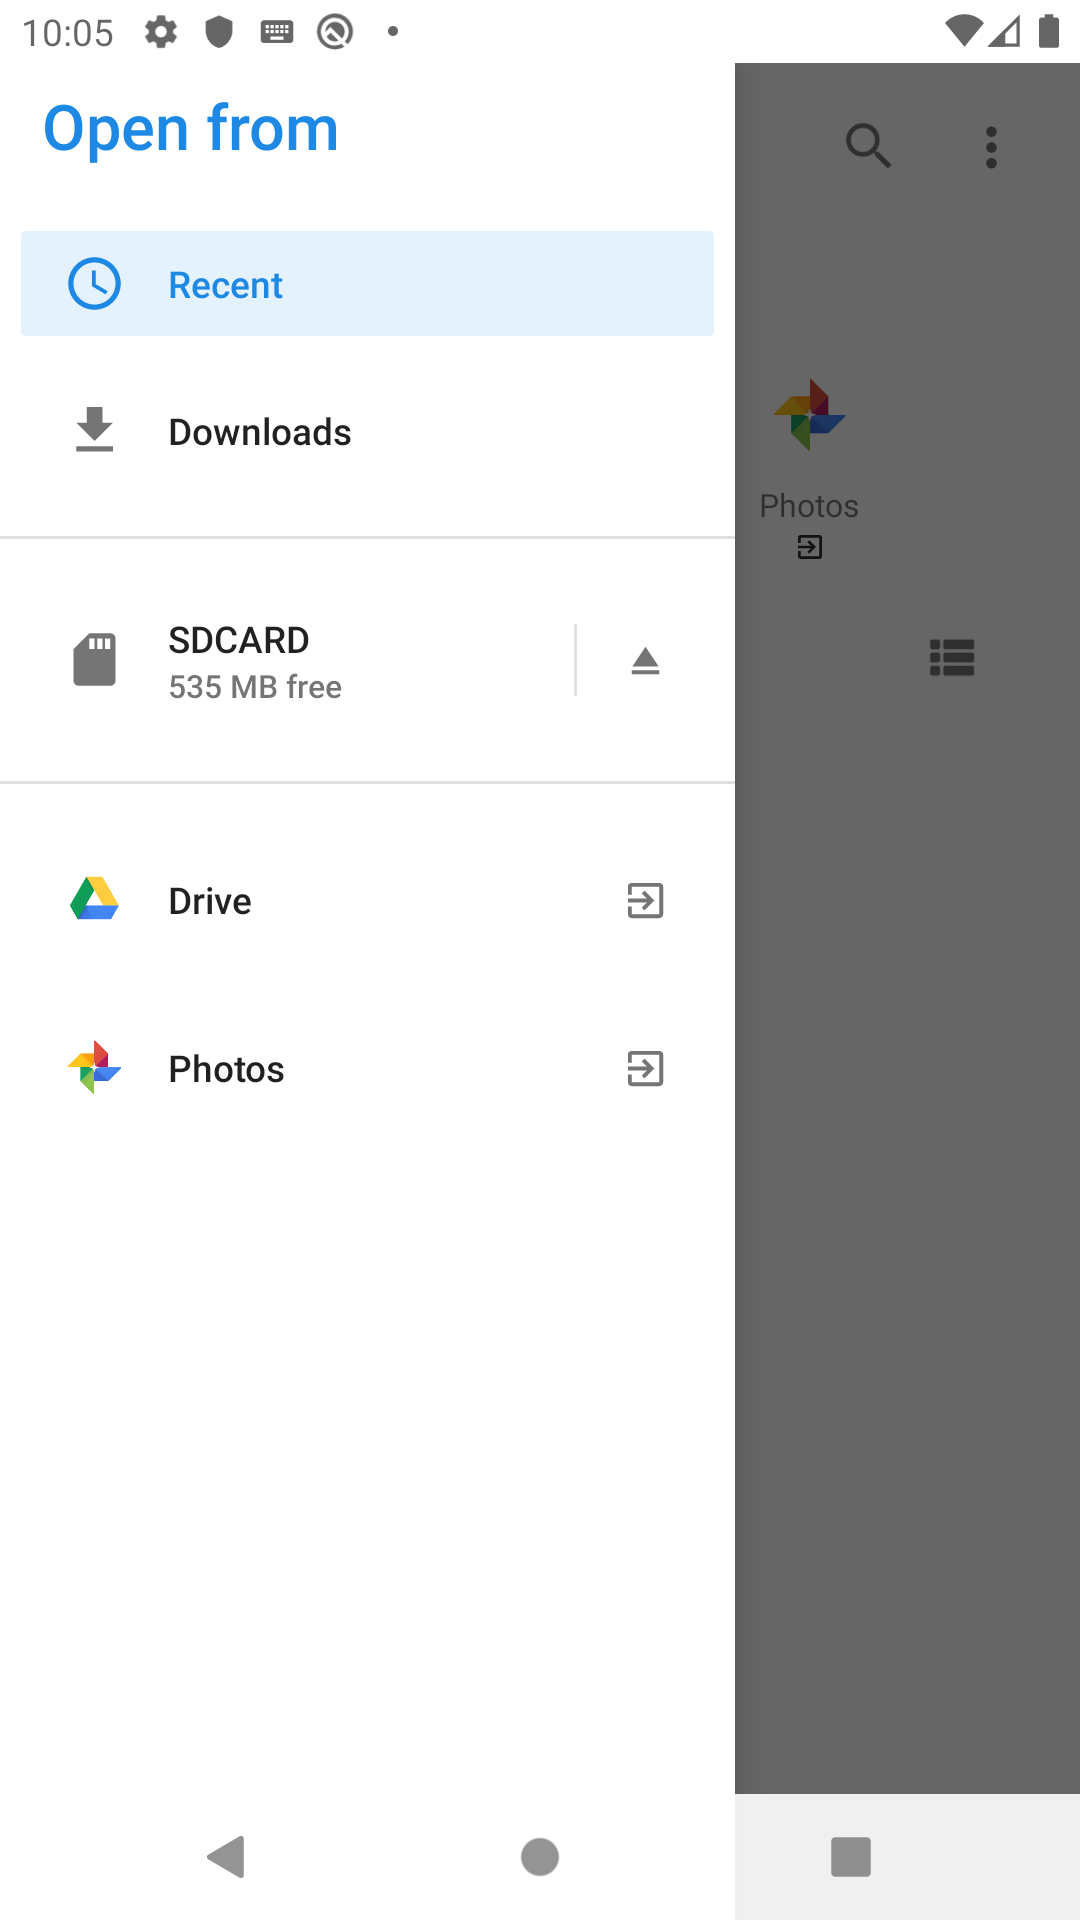 10:05
Open from
Recent
Downloads
Photos
SDCARD
535 MB free
Drive
Photos